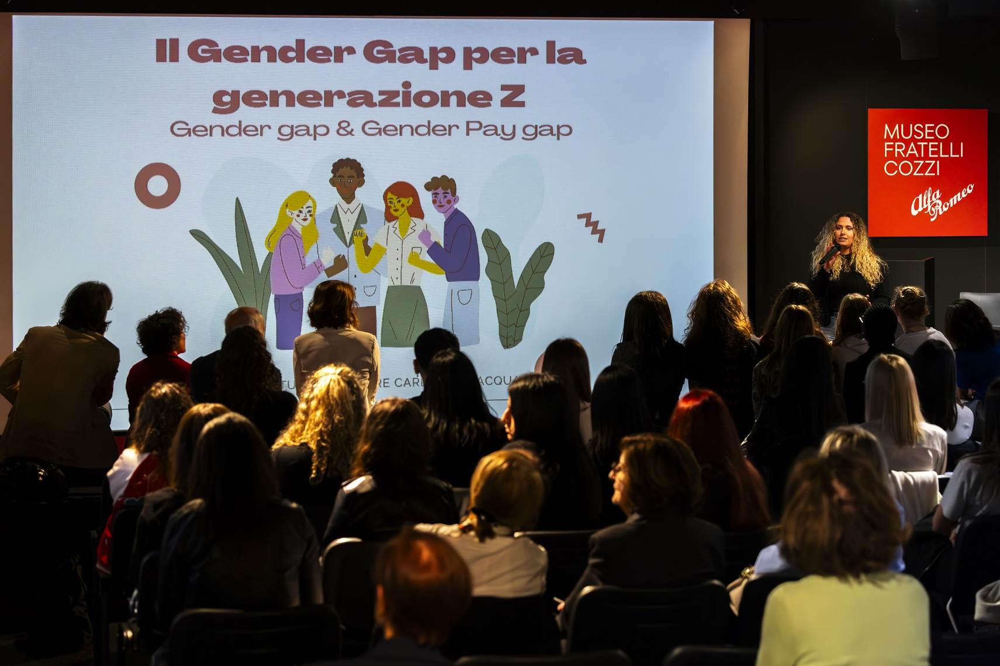 Il Gender Gap per la
generazione Z
Gender gap & Gender Pay gap
MUSEO
FRATELLI
COZZI
Alfa
Romeo